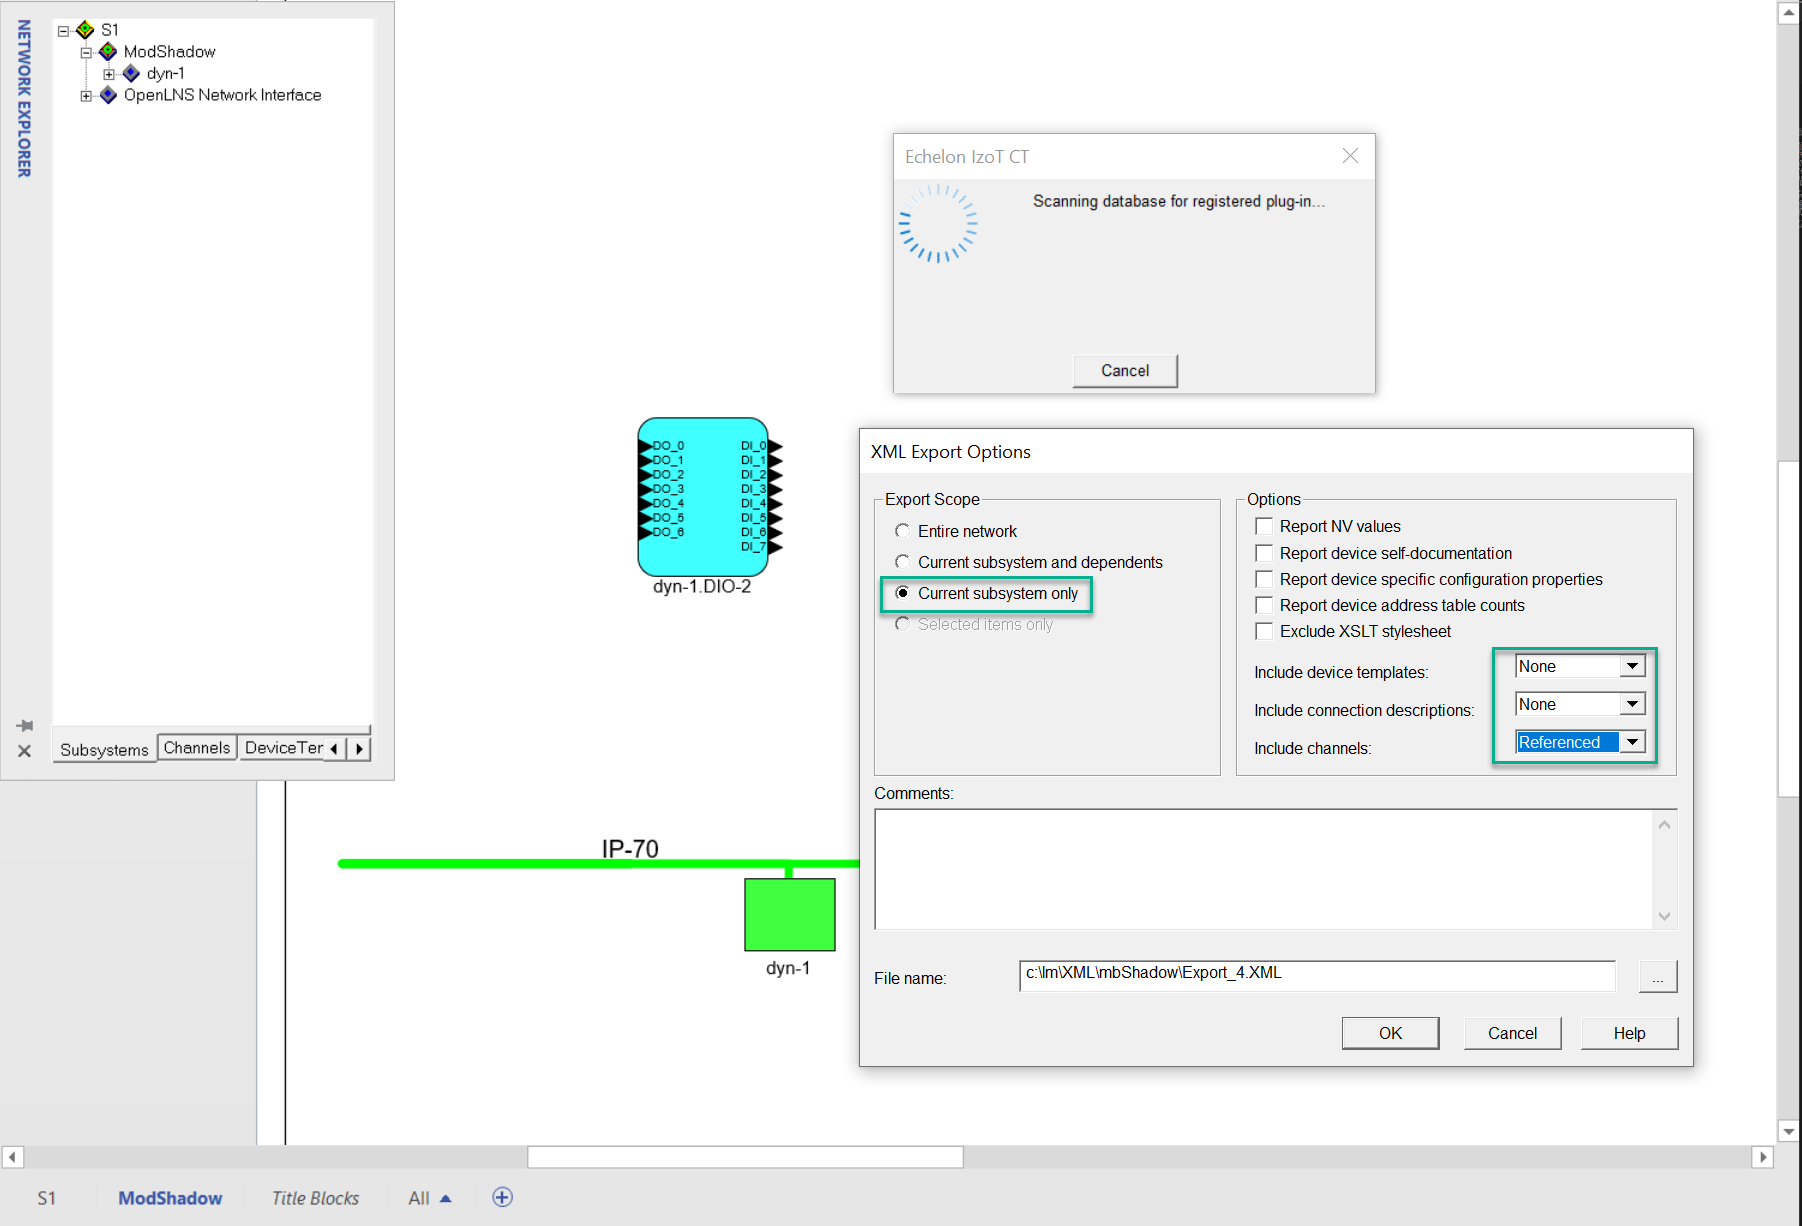 NETWORK EXPLORER
S1
ModShadow
dyn-1
OpenLNS Network Interface
Subsystems
Channels
DeviceTer
Echelon IzoT CT
Scanning database for registered plug-in...
Cancel
DO_0
DO_1
DO_2
DO_3
DO_4
DO_5
DO_6
DI_0
DI_1
DI_2
DI_3
DI_4
DI_5
DI_6
DI_7
dyn-1.DIO-2
IP-70
dyn-1
XML Export Options
Export Scope
Entire network
Current subsystem and dependents
Current subsystem only
Selected items only
Options
Report NV values
Report device self-documentation
Report device specific configuration properties
Report device address table counts
Exclude XSLT stylesheet
Include device templates: None
Include connection descriptions: None
Include channels: Referenced
Comments:
File name: c:\lm\XML\mbShadow\Export_4.XML ...
OK Cancel Help
S1 ModShadow Title Blocks All